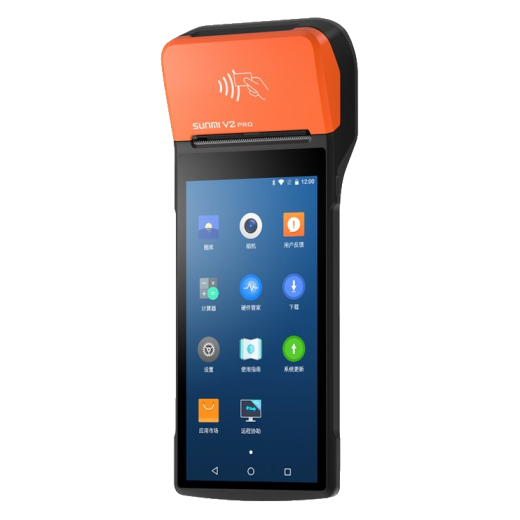 SUNMI V2 PRO
12:00
图库 相机 用户反馈
计算器 硬件管家 下载
设置 使用指南 系统更新
应用市场 远程协助